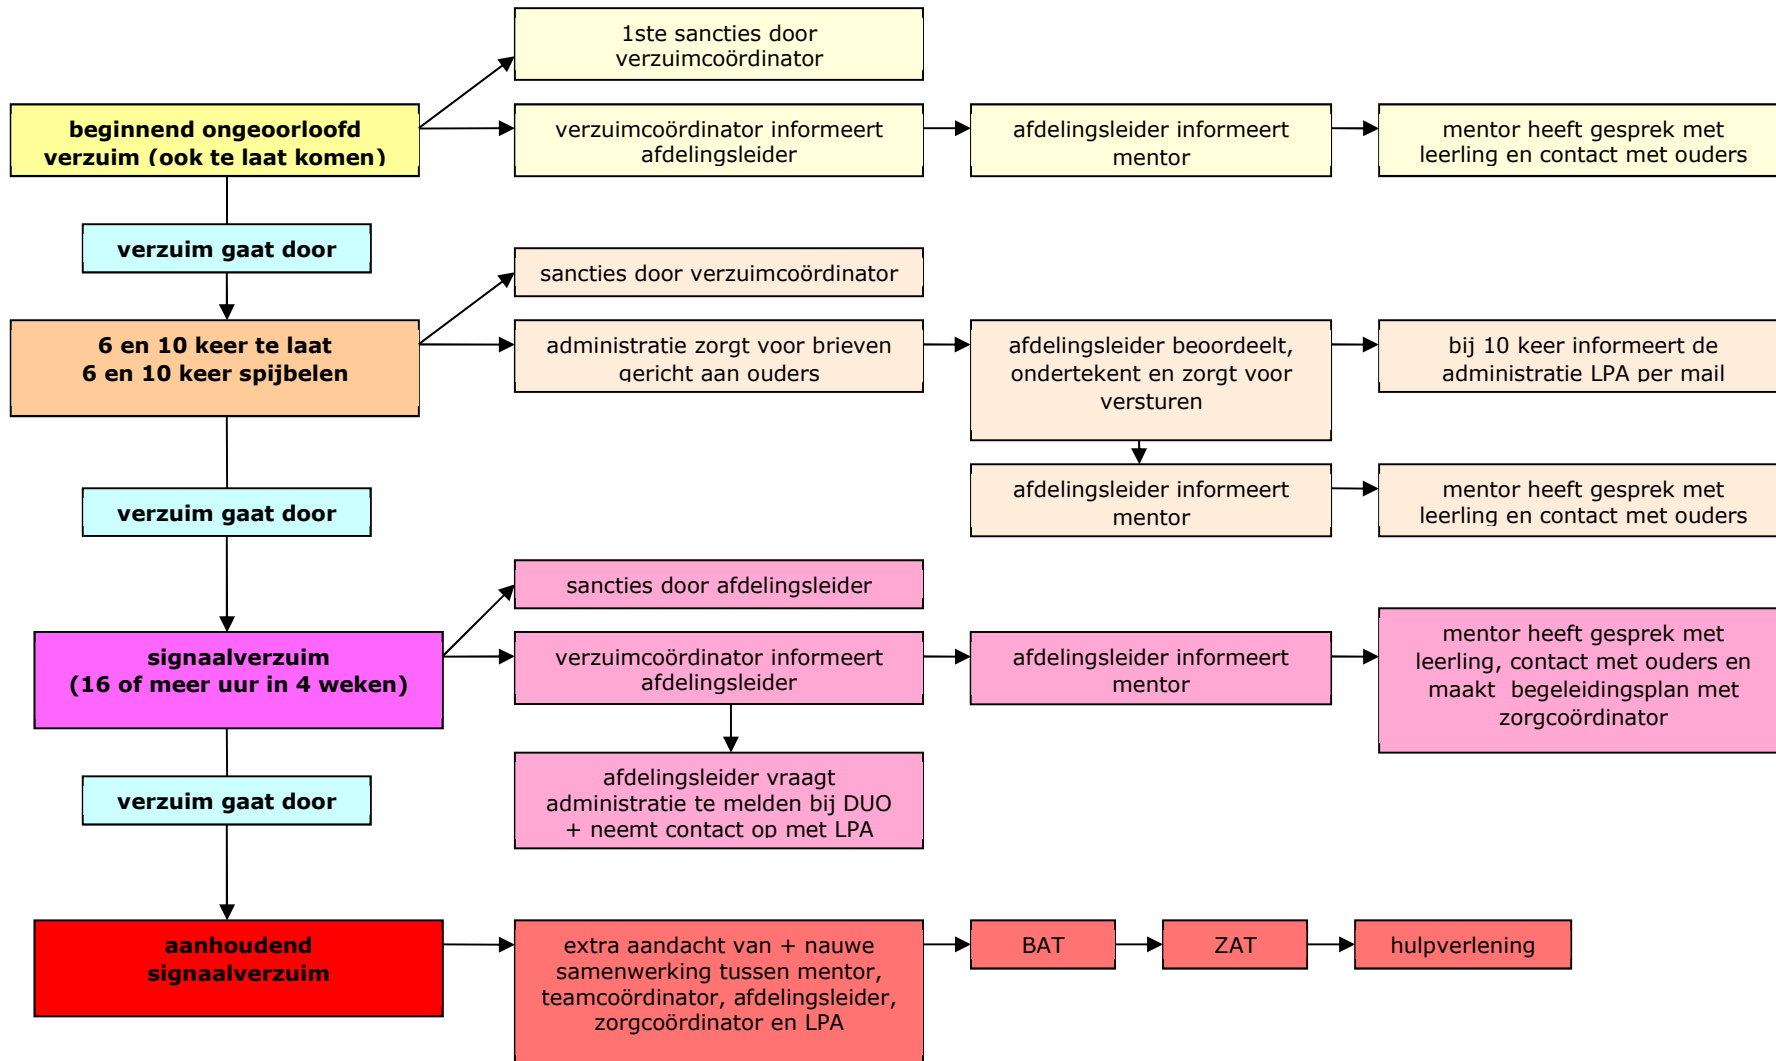 1ste sancties door
verzuimcoördinator
beginnend ongeoorloofd
verzuim (ook te laat komen)
verzuimcoördinator informeert
afdelingsleider
afdelingsleider informeert
mentor
mentor heeft gesprek met
leerling en contact met ouders
verzuim gaat door
sancties door verzuimcoördinator
6 en 10 keer te laat
6 en 10 keer spijbelen
administratie zorgt voor brieven
gericht aan ouders
afdelingsleider beoordeelt,
ondertekent en zorgt voor
versturen
bij 10 keer informeert de
administratie LPA per mail
afdelingsleider informeert
mentor
mentor heeft gesprek met
leerling en contact met ouders
verzuim gaat door
sancties door afdelingsleider
signaalverzuim
(16 of meer uur in 4 weken)
verzuimcoördinator informeert
afdelingsleider
afdelingsleider informeert
mentor
mentor heeft gesprek met
leerling, contact met ouders en
maakt begeleidingsplan met
zorgcoördinator
afdelingsleider vraagt
administratie te melden bij DUO
+ neemt contact op met LPA
verzuim gaat door
aanhoudend
signaalverzuim
extra aandacht van + nauwe
samenwerking tussen mentor,
teamcoördinator, afdelingsleider,
zorgcoördinator en LPA
BAT
ZAT
hulpverlening